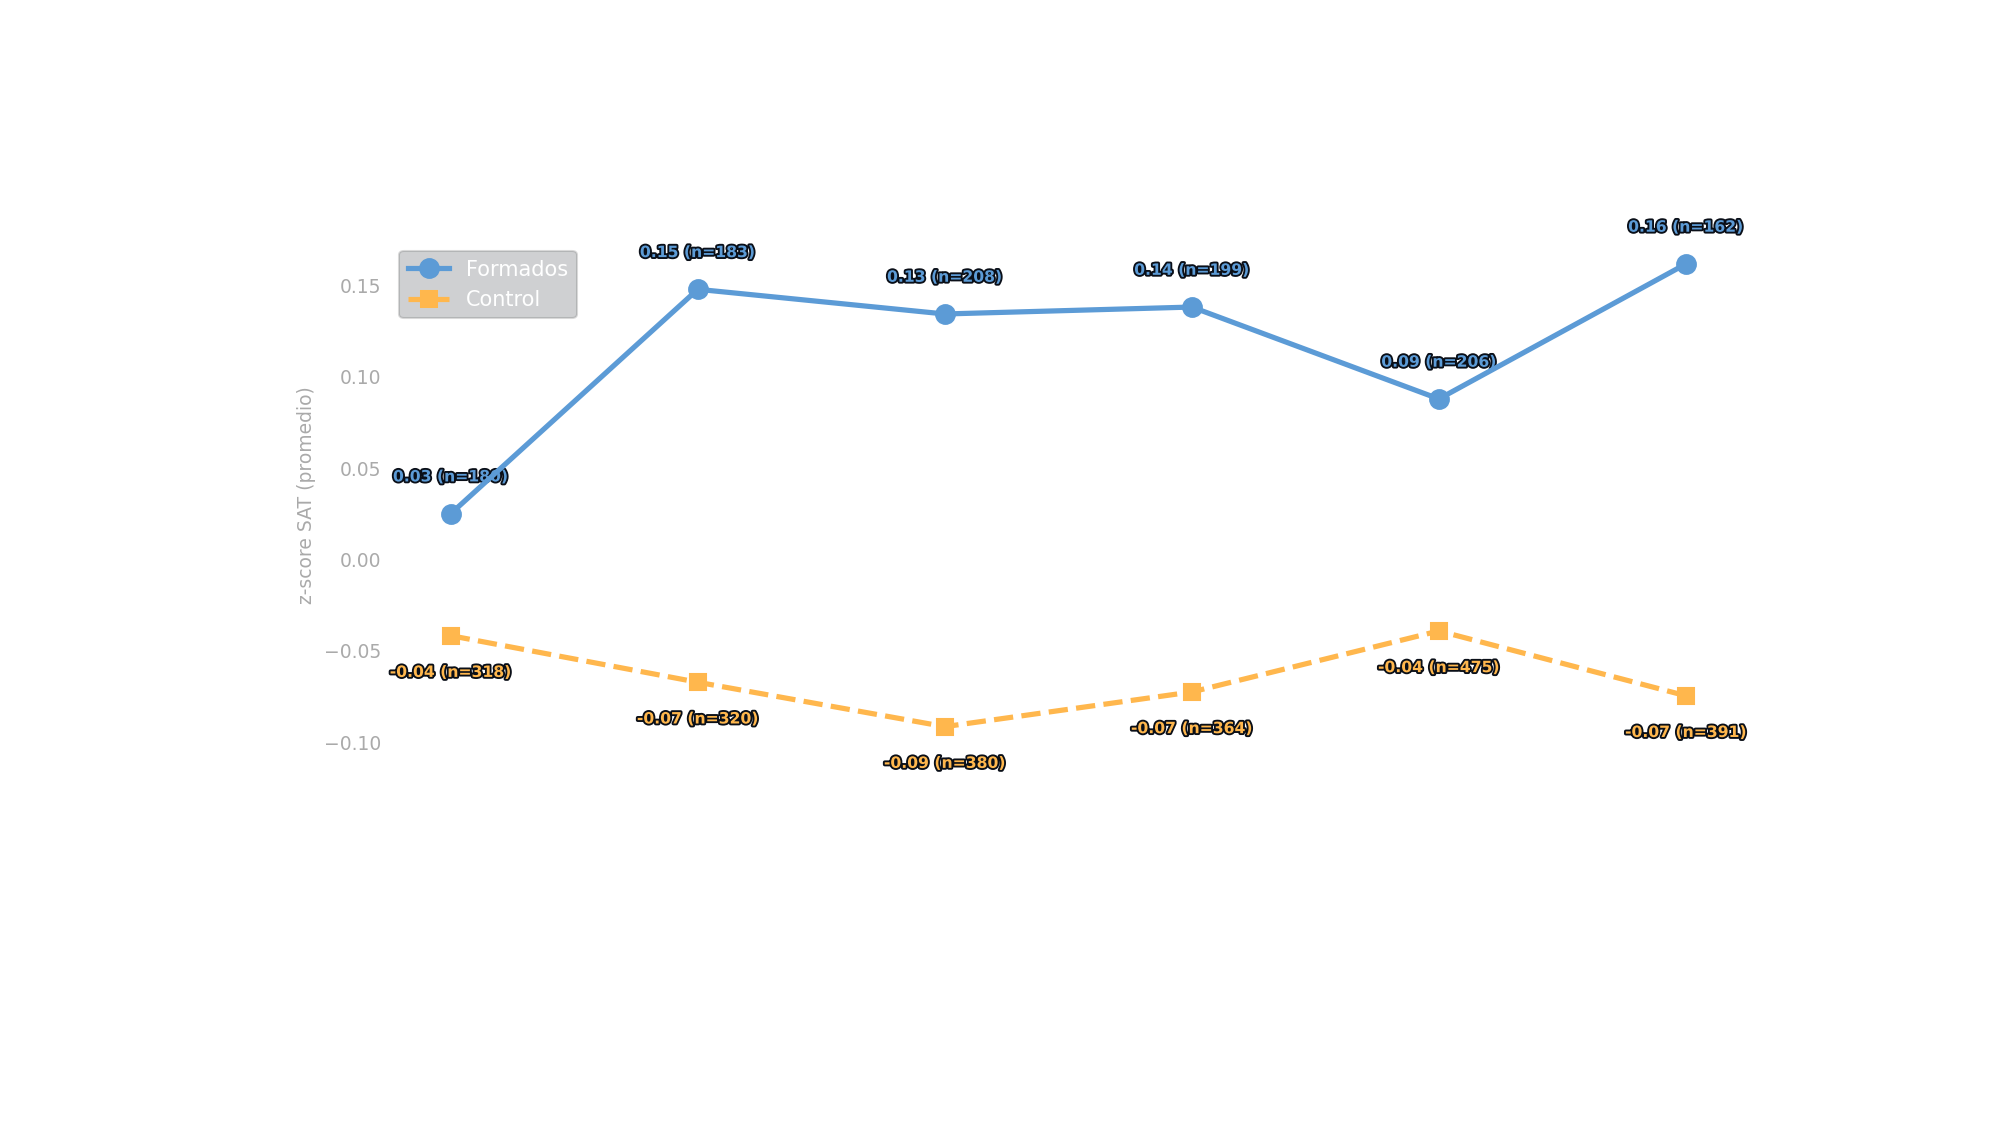 0.16 (n=162)
0.15 (n=183)
Formados
0.14 (n=199)
0.13 (n=208)
0.15
Control
0.09 (n=206)
0.10
0.05
0.03
z-score SAT (promedio)
0.00
−0.05
-0.04 (n=318)
-0.04 (n=475)
-0.07 (n=320)
-0.07 (n=364)
-0.07 (n=391)
−0.10
-0.09 (n=380)